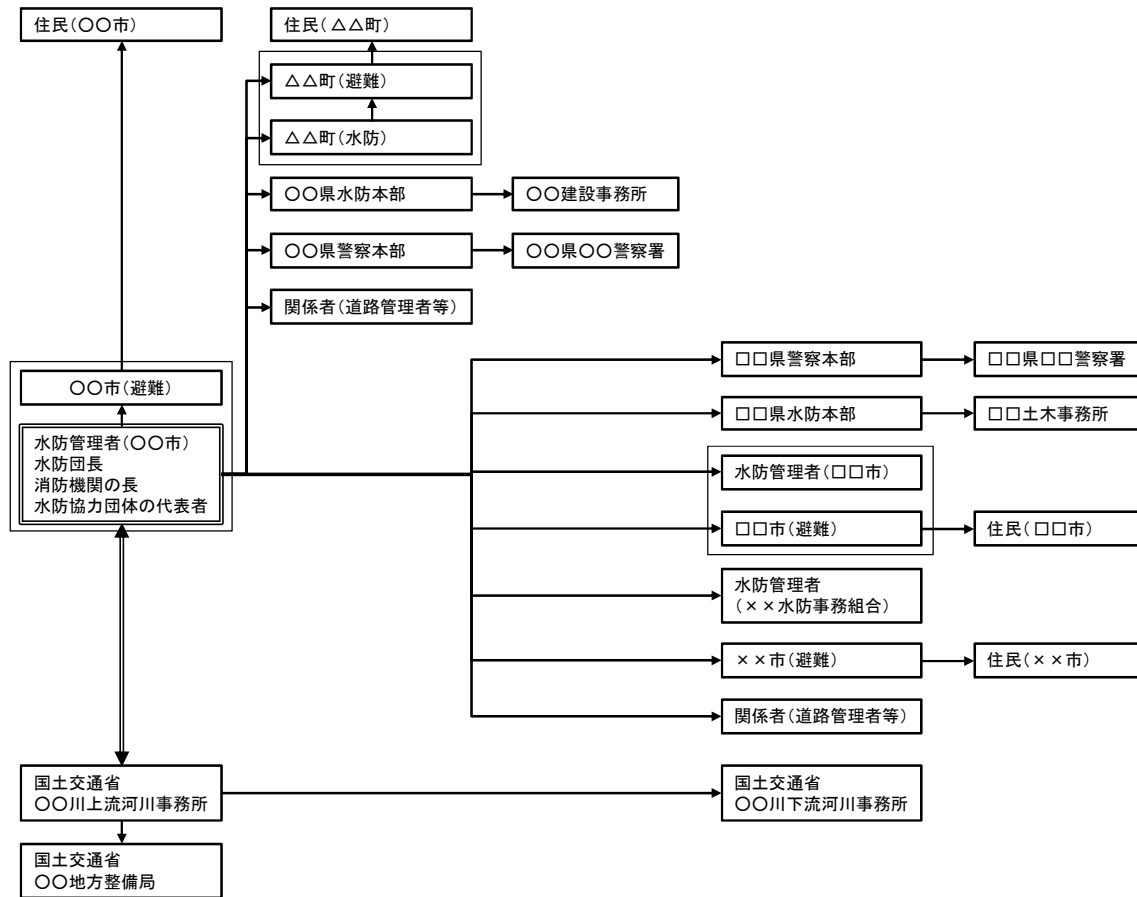 住民(〇〇市)
住民(△△町)
△△町(避難)
△△町(水防)
〇〇県水防本部
〇〇建設事務所
〇〇県警察本部
〇〇県〇〇警察署
関係者(道路管理者等)
□□県警察本部
□□県□□警察署
〇〇市(避難)
□□県水防本部
□□土木事務所
水防管理者(〇〇市)
水防団長
消防機関の長
水防協力団体の代表者
水防管理者(□□市)
□□市(避難)
住民(□□市)
水防管理者
(××水防事務組合)
××市(避難)
住民(××市)
関係者(道路管理者等)
国土交通省
〇〇川上流河川事務所
国土交通省
〇〇川下流河川事務所
国土交通省
〇〇地方整備局